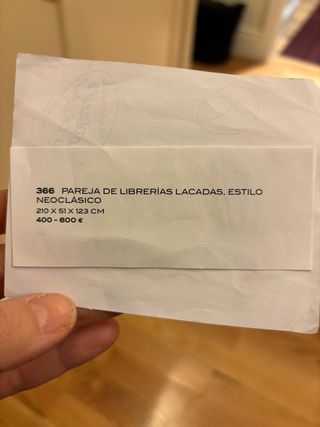 366 PAREJA DE LIBRERÍAS LACADAS, ESTILO
NEOCLÁSICO
210 X 51 X 123 CM
400 - 600 €